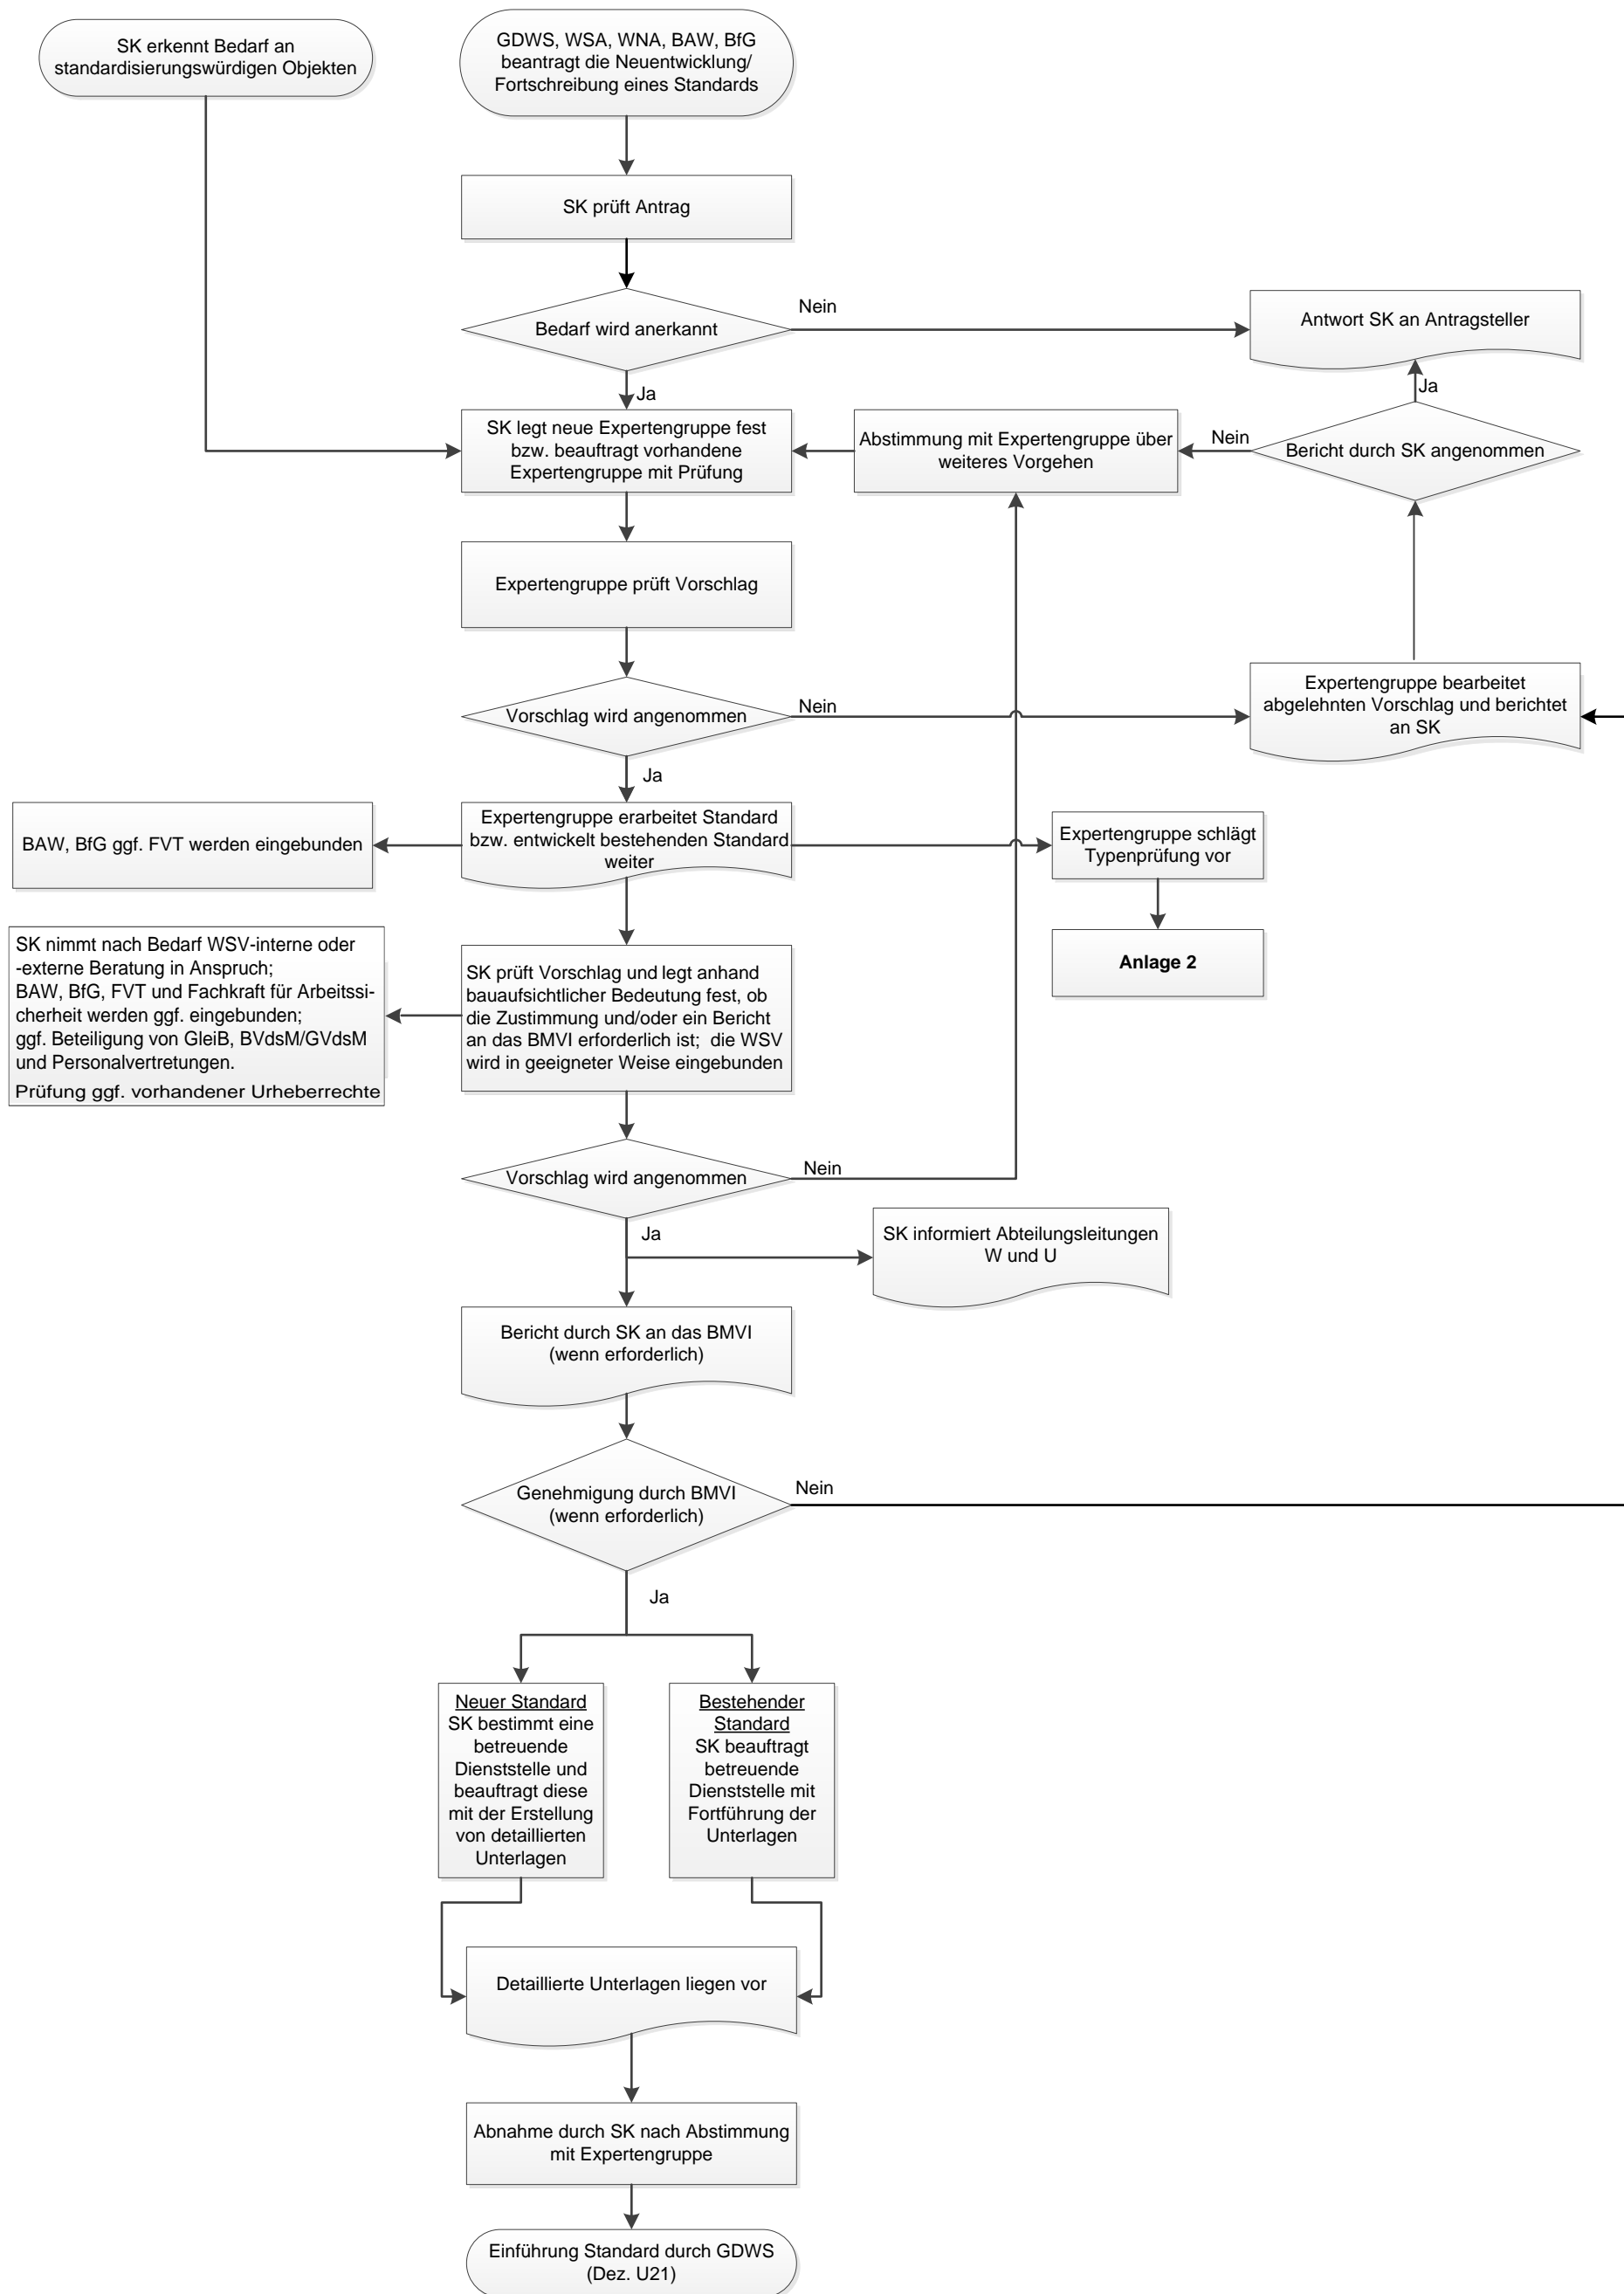 SK erkennt Bedarf an
standardisierungswürdigen Objekten
GDWS, WSA, WNA, BAW, BfG
beantragt die Neuentwicklung/
Fortschreibung eines Standards
SK prüft Antrag
Bedarf wird anerkannt
Nein
Antwort SK an Antragsteller
Ja
Ja
SK legt neue Expertengruppe fest
bzw. beauftragt vorhandene
Expertengruppe mit Prüfung
Abstimmung mit Expertengruppe über
weiteres Vorgehen
Nein
Bericht durch SK angenommen
Expertengruppe prüft Vorschlag
Vorschlag wird angenommen
Nein
Expertengruppe bearbeitet
abgelehnten Vorschlag und berichtet
an SK
Ja
BAW, BfG ggf. FVT werden eingebunden
Expertengruppe erarbeitet Standard
bzw. entwickelt bestehenden Standard
weiter
Expertengruppe schlägt
Typenprüfung vor
Anlage 2
SK nimmt nach Bedarf WSV-interne oder
-externe Beratung in Anspruch;
BAW, BfG, FVT und Fachkraft für Arbeitssi-
cherheit werden ggf. eingebunden;
ggf. Beteiligung von GleiB, BVdsM/GVdsM
und Personalvertretungen.
Prüfung ggf. vorhandener Urheberrechte
SK prüft Vorschlag und legt anhand
bauaufsichtlicher Bedeutung fest, ob
die Zustimmung und/oder ein Bericht
an das BMVI erforderlich ist; die WSV
wird in geeigneter Weise eingebunden
Vorschlag wird angenommen
Nein
Ja
SK informiert Abteilungsleitungen
W und U
Bericht durch SK an das BMVI
(wenn erforderlich)
Genehmigung durch BMVI
(wenn erforderlich)
Nein
Ja
Neuer Standard
SK bestimmt eine
betreuende
Dienststelle und
beauftragt diese
mit der Erstellung
von detaillierten
Unterlagen
Bestehender
Standard
SK beauftragt
betreuende
Dienststelle mit
Fortführung der
Unterlagen
Detaillierte Unterlagen liegen vor
Abnahme durch SK nach Abstimmung
mit Expertengruppe
Einführung Standard durch GDWS
(Dez. U21)